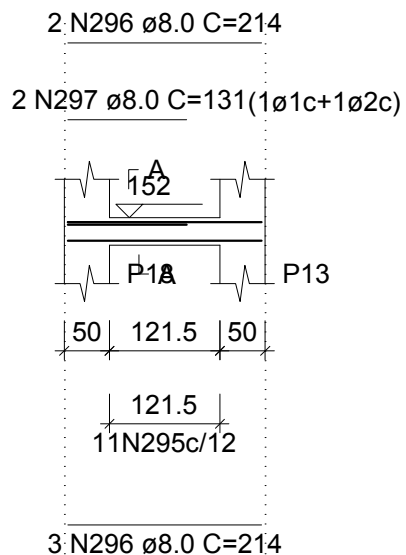 2 N296 ø8.0 C=214
2 N297 ø8.0 C=131(1ø1c+1ø2c)
A
152
P18
A
P13
50
121.5
50
121.5
11N295c/12
3 N296 ø8.0 C=214